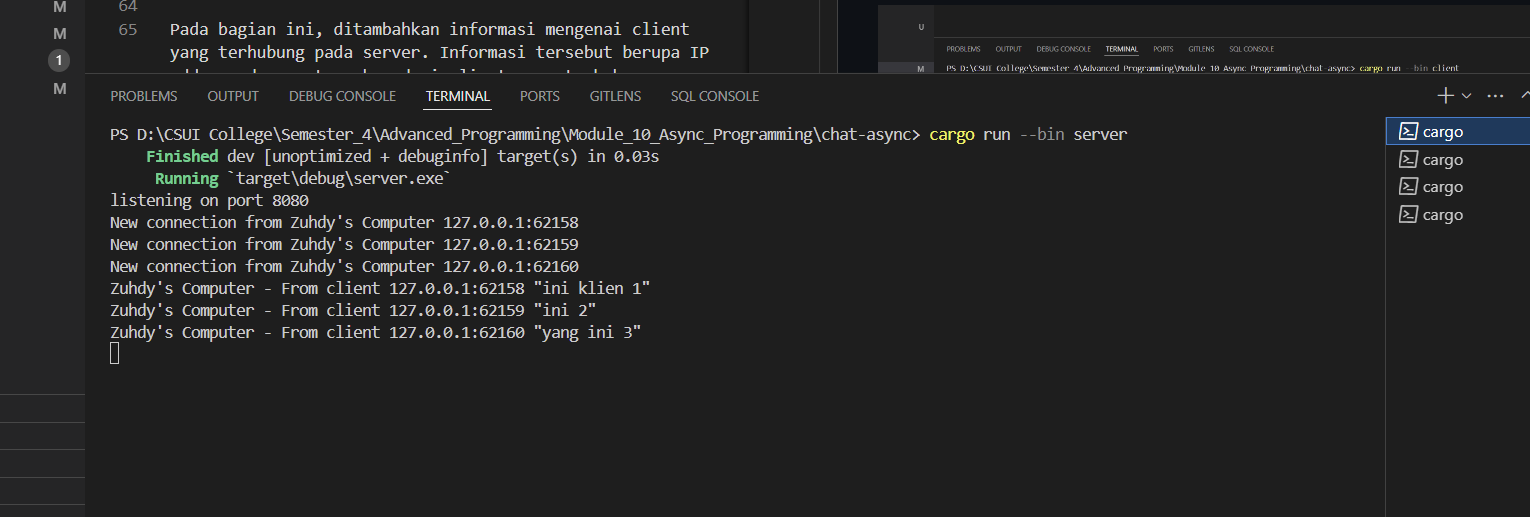 M
M
1
M
64
65 Pada bagian ini, ditambahkan informasi mengenai client
yang terhubung pada server. Informasi tersebut berupa IP
U
PROBLEMS OUTPUT DEBUG CONSOLE TERMINAL PORTS GITLENS SQL CONSOLE
M
PS D:\CSUI College\Semester_4\Advanced_Programming\Module_10_Async_Programming\chat-async> cargo run --bin client
PROBLEMS OUTPUT DEBUG CONSOLE TERMINAL PORTS GITLENS SQL CONSOLE
PS D:\CSUI College\Semester_4\Advanced_Programming\Module_10_Async_Programming\chat-async> cargo run --bin server
Finished dev [unoptimized + debuginfo] target(s) in 0.03s
Running `target\debug\server.exe`
listening on port 8080
New connection from Zuhdy's Computer 127.0.0.1:62158
New connection from Zuhdy's Computer 127.0.0.1:62159
New connection from Zuhdy's Computer 127.0.0.1:62160
Zuhdy's Computer - From client 127.0.0.1:62158 "ini klien 1"
Zuhdy's Computer - From client 127.0.0.1:62159 "ini 2"
Zuhdy's Computer - From client 127.0.0.1:62160 "yang ini 3"
cargo
cargo
cargo
cargo